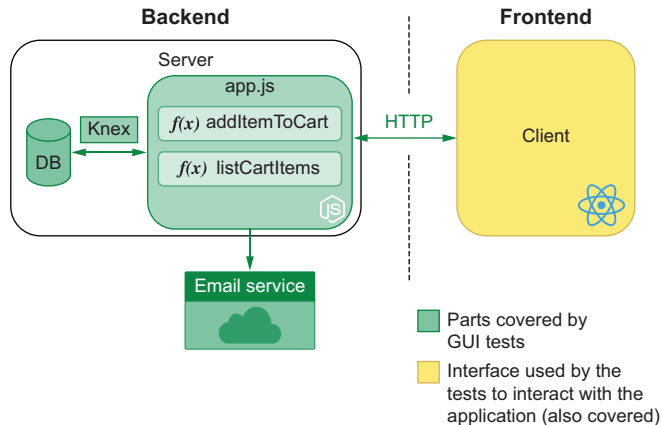 Backend
Frontend
Server
app.js
f(x) addItemToCart
f(x) listCartItems
Knex
DB
JS
HTTP
Client
Email service
Parts covered by
GUI tests
Interface used by the
tests to interact with the
application (also covered)